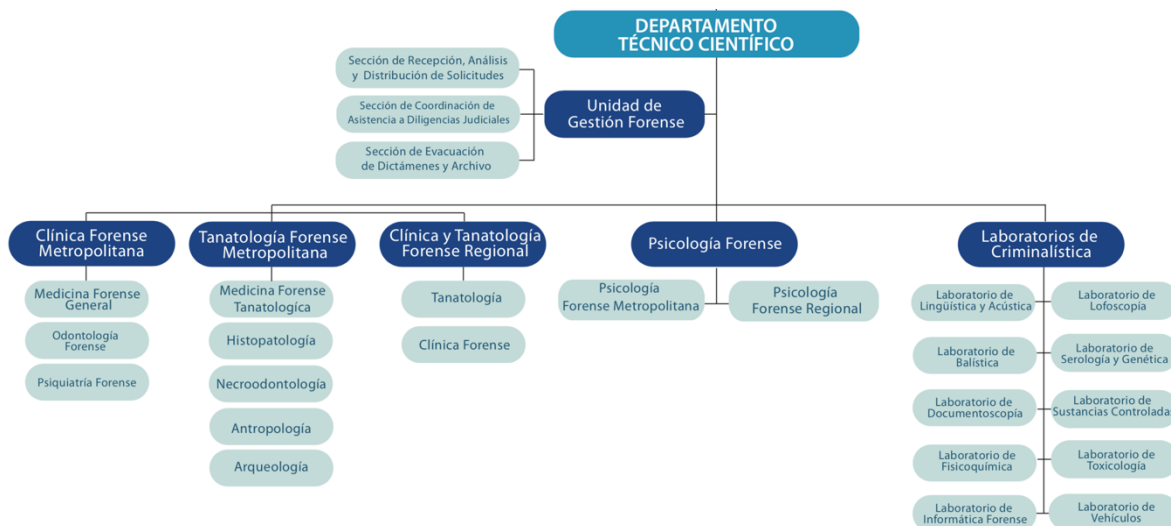 DEPARTAMENTO
TÉCNICO CIENTÍFICO
Sección de Recepción, Análisis
y Distribución de Solicitudes
Unidad de
Gestión Forense
Sección de Coordinación de
Asistencia a Diligencias Judiciales
Sección de Evacuación
de Dictámenes y Archivo
Clínica Forense
Metropolitana
Tanatología Forense
Metropolitana
Clínica y Tanatología
Forense Regional
Psicología Forense
Laboratorios de
Criminalística
Medicina Forense
General
Odontología
Forense
Psiquiatría Forense
Medicina Forense
Tanatologíca
Histopatología
Necroodontología
Antropología
Arqueología
Tanatología
Clínica Forense
Psicología
Forense Metropolitana
Psicología
Forense Regional
Laboratorio de
Lingüística y Acústica
Laboratorio de
Lofoscopía
Laboratorio de
Balística
Laboratorio de
Serología y Genética
Laboratorio de
Documentoscopía
Laboratorio de
Sustancias Controladas
Laboratorio de
Fisicoquímica
Laboratorio de
Toxicología
Laboratorio de
Informática Forense
Laboratorio de
Vehículos